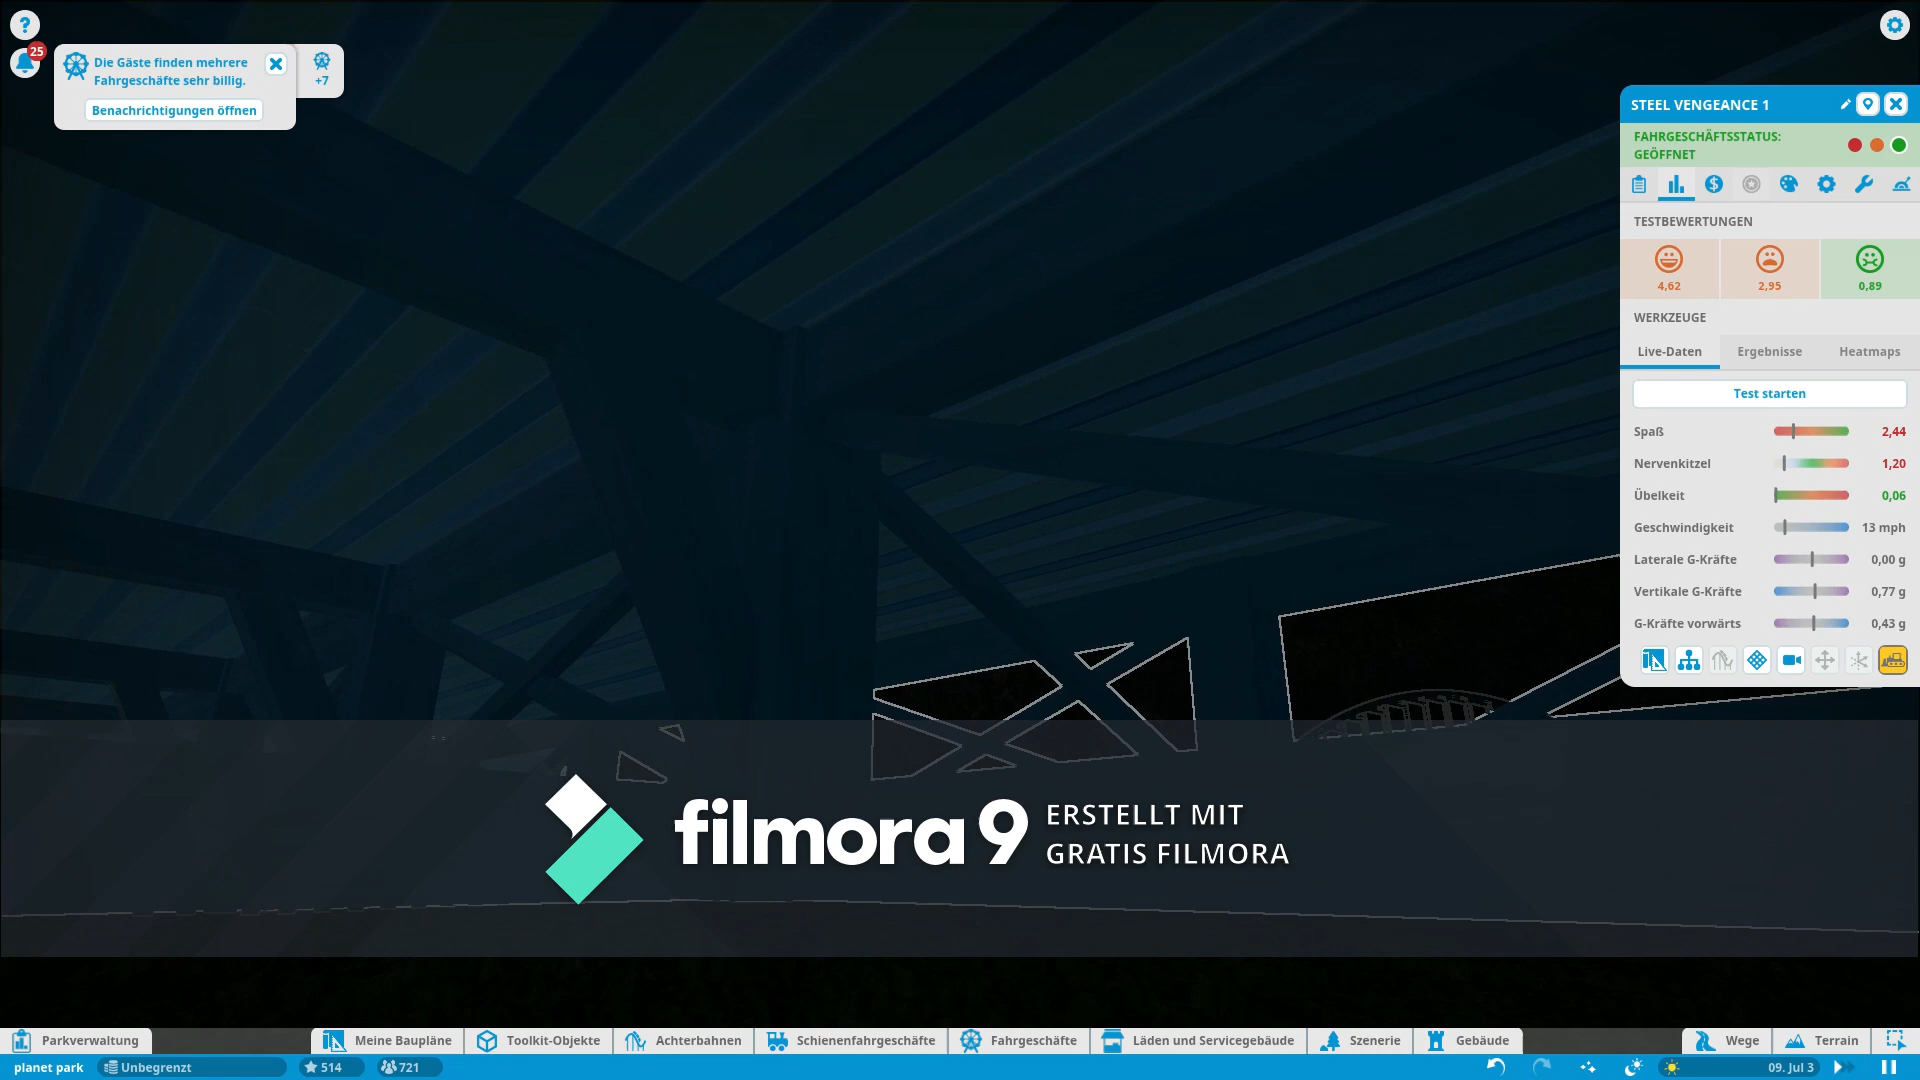 ?
25
Die Gäste finden mehrere
Fahrgeschäfte sehr billig.
Benachrichtigungen öffnen
+7
STEEL VENGEANCE 1
FAHRGESCHÄFTSSTATUS:
GEÖFFNET
TESTBEWERTUNGEN
4,62 2,95 0,89
WERKZEUGE
Live-Daten Ergebnisse Heatmaps
Test starten
Spaß 2,44
Nervenkitzel 1,20
Übelkeit 0,06
Geschwindigkeit 13 mph
Laterale G-Kräfte 0,00 g
Vertikale G-Kräfte 0,77 g
G-Kräfte vorwärts 0,43 g
filmora 9
ERSTELLT MIT
GRATIS FILMORA
Parkverwaltung Meine Baupläne Toolkit-Objekte Achterbahnen Schienenfahrgeschäfte Fahrgeschäfte Läden und Servicegebäude Szenerie Gebäude Wege Terrain
planet park Unbegrenzt 514 721 09. Jul 3